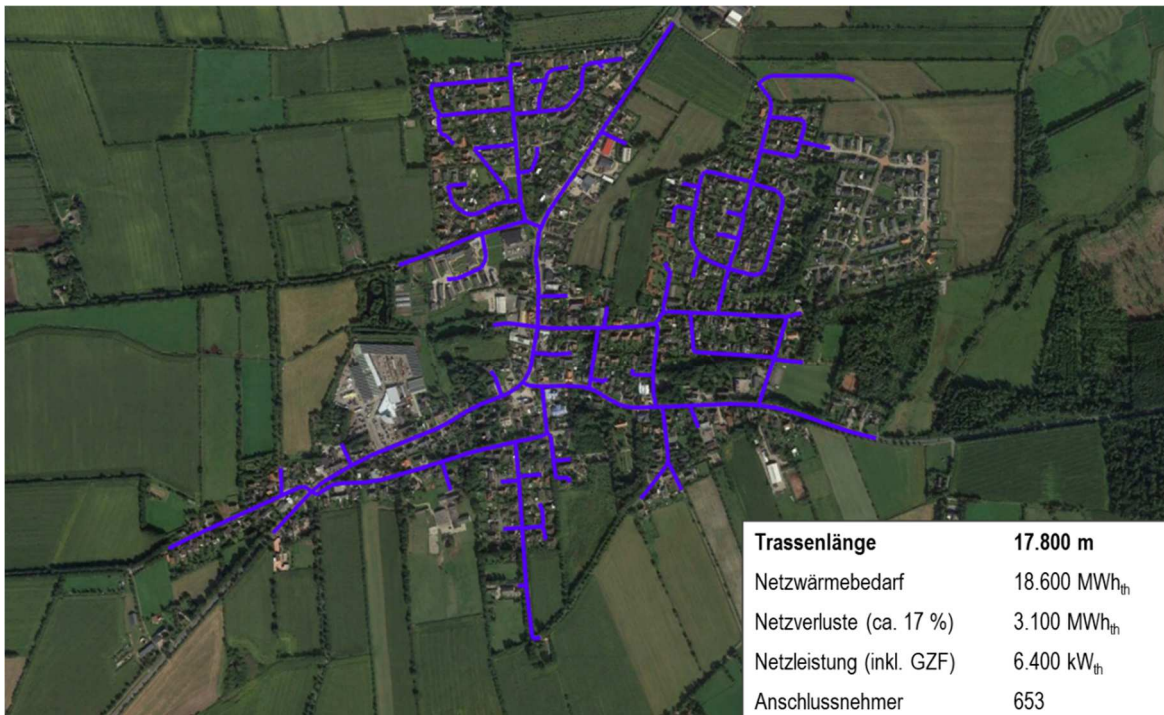 Trassenlänge 17.800 m
Netzwärmebedarf 18.600 MWhth
Netzverluste (ca. 17 %) 3.100 MWhth
Netzleistung (inkl. GZF) 6.400 kWth
Anschlussnehmer 653